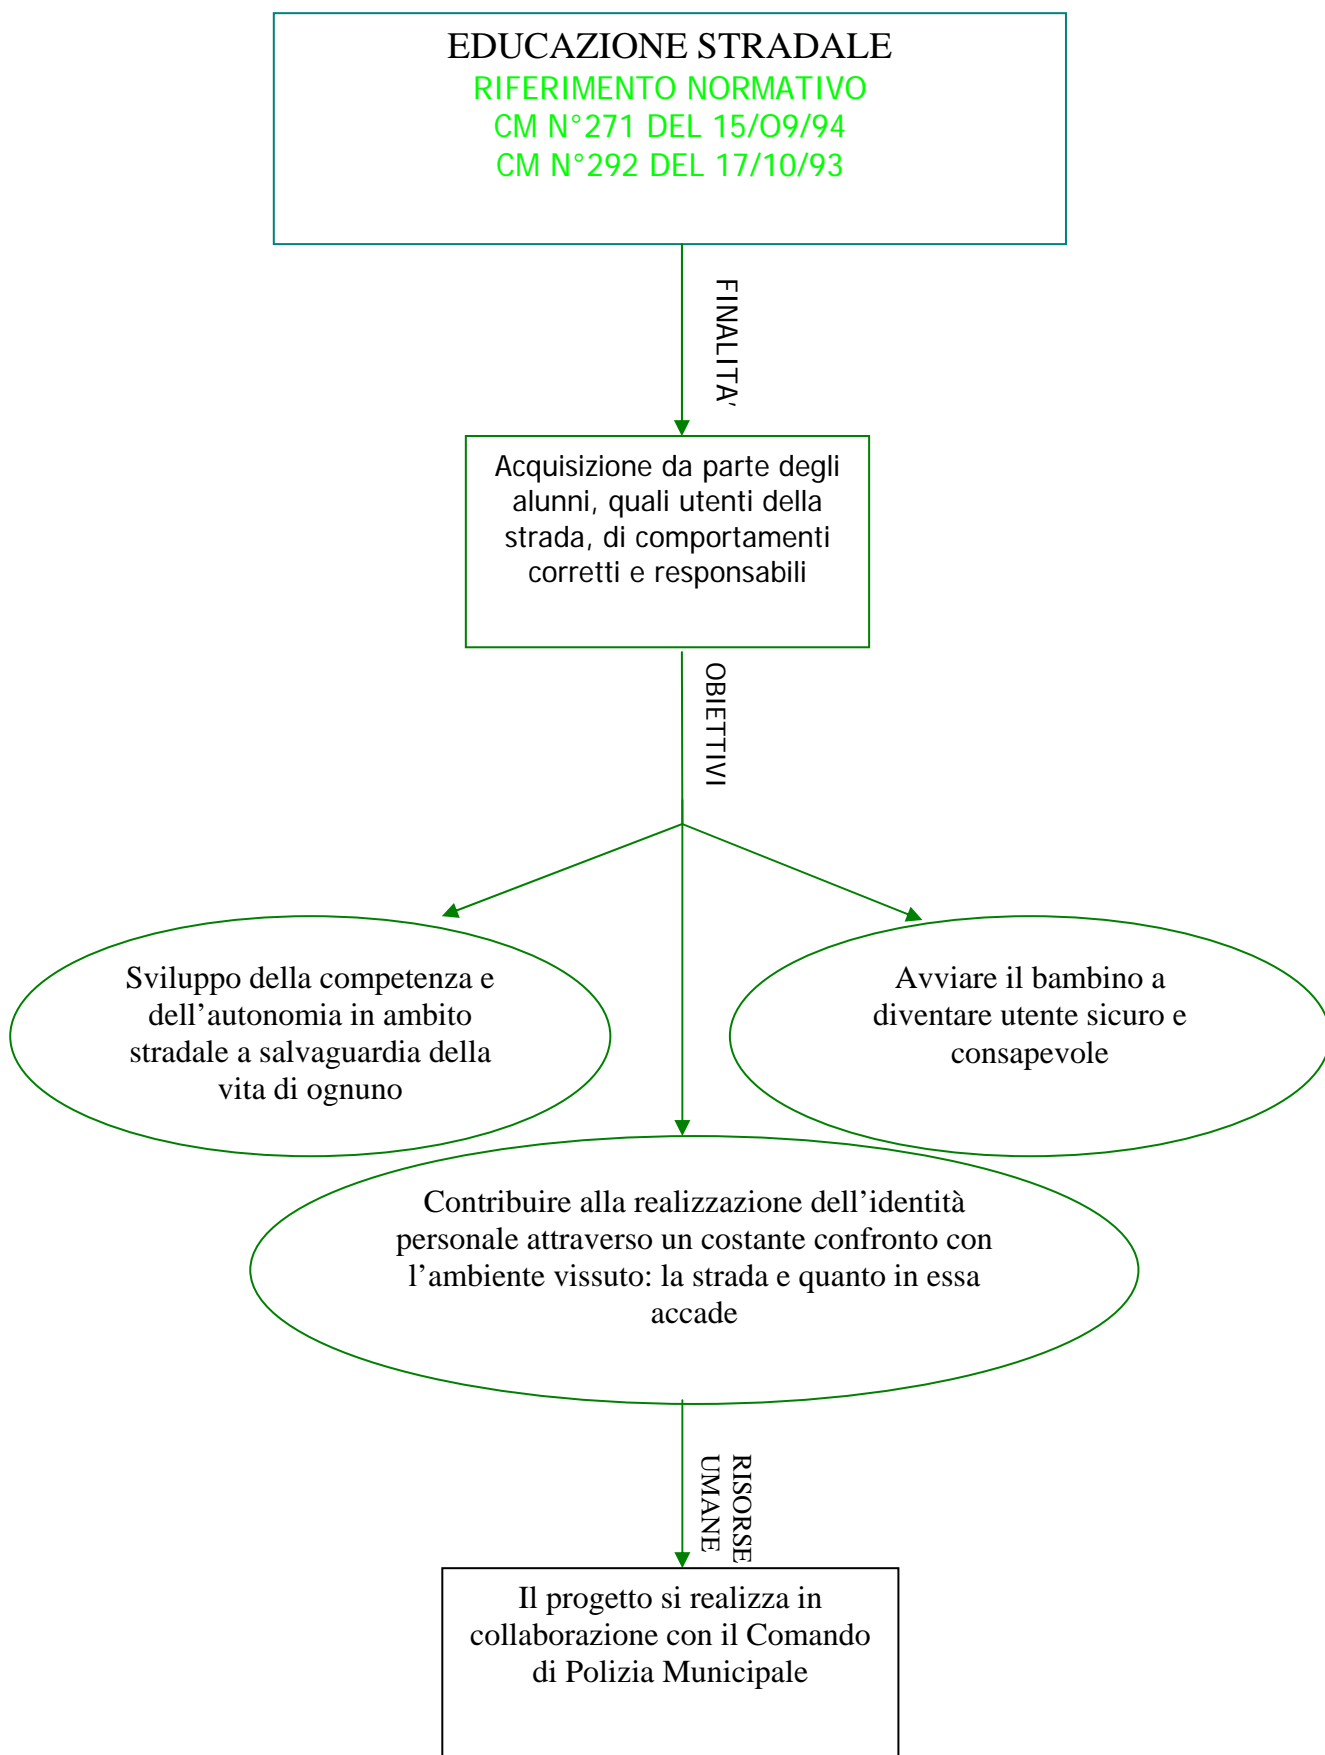 EDUCAZIONE STRADALE
RIFERIMENTO NORMATIVO
CM N°271 DEL 15/O9/94
CM N°292 DEL 17/10/93
FINALITA’
Acquisizione da parte degli
alunni, quali utenti della
strada, di comportamenti
corretti e responsabili
OBIETTIVI
Sviluppo della competenza e
dell’autonomia in ambito
stradale a salvaguardia della
vita di ognuno
Avviare il bambino a
diventare utente sicuro e
consapevole
Contribuire alla realizzazione dell’identità
personale attraverso un costante confronto con
l’ambiente vissuto: la strada e quanto in essa
accade
RISORSE
UMANE
Il progetto si realizza in
collaborazione con il Comando
di Polizia Municipale